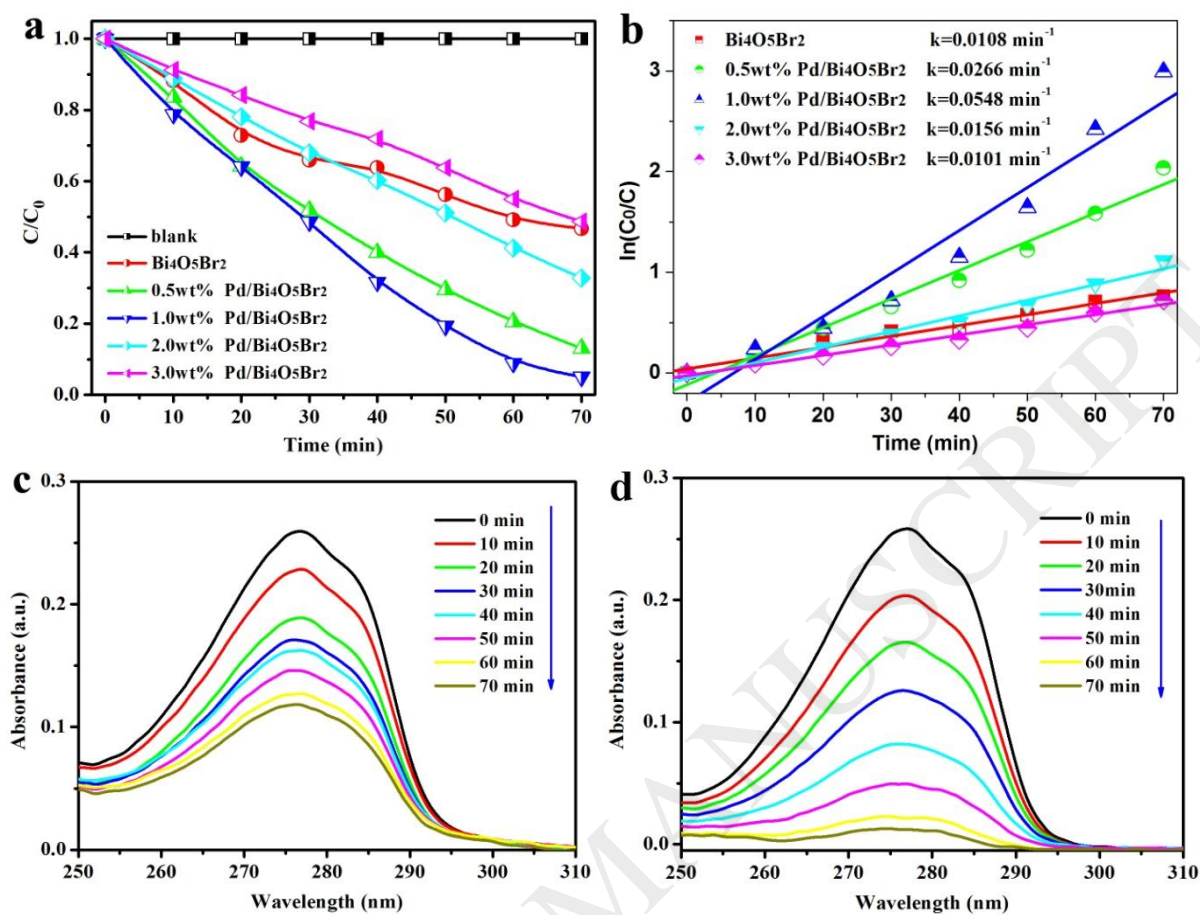 a
1.0
0.8
0.6
0.4
0.2
0.0
C/C0
blank
Bi4O5Br2
0.5wt% Pd/Bi4O5Br2
1.0wt% Pd/Bi4O5Br2
2.0wt% Pd/Bi4O5Br2
3.0wt% Pd/Bi4O5Br2
0 10 20 30 40 50 60 70
Time (min)
b
3
2
1
0
ln(C0/C)
Bi4O5Br2 k=0.0108 min-1
0.5wt% Pd/Bi4O5Br2 k=0.0266 min-1
1.0wt% Pd/Bi4O5Br2 k=0.0548 min-1
2.0wt% Pd/Bi4O5Br2 k=0.0156 min-1
3.0wt% Pd/Bi4O5Br2 k=0.0101 min-1
0 10 20 30 40 50 60 70
Time (min)
c
0.3
0.2
0.1
0.0
Absorbance (a.u.)
0 min
10 min
20 min
30 min
40 min
50 min
60 min
70 min
250 260 270 280 290 300 310
Wavelength (nm)
d
0.3
0.2
0.1
0.0
Absorbance (a.u.)
0 min
10 min
20 min
30min
40 min
50 min
60 min
70 min
250 260 270 280 290 300 310
Wavelength (nm)
MANUSCRIPT